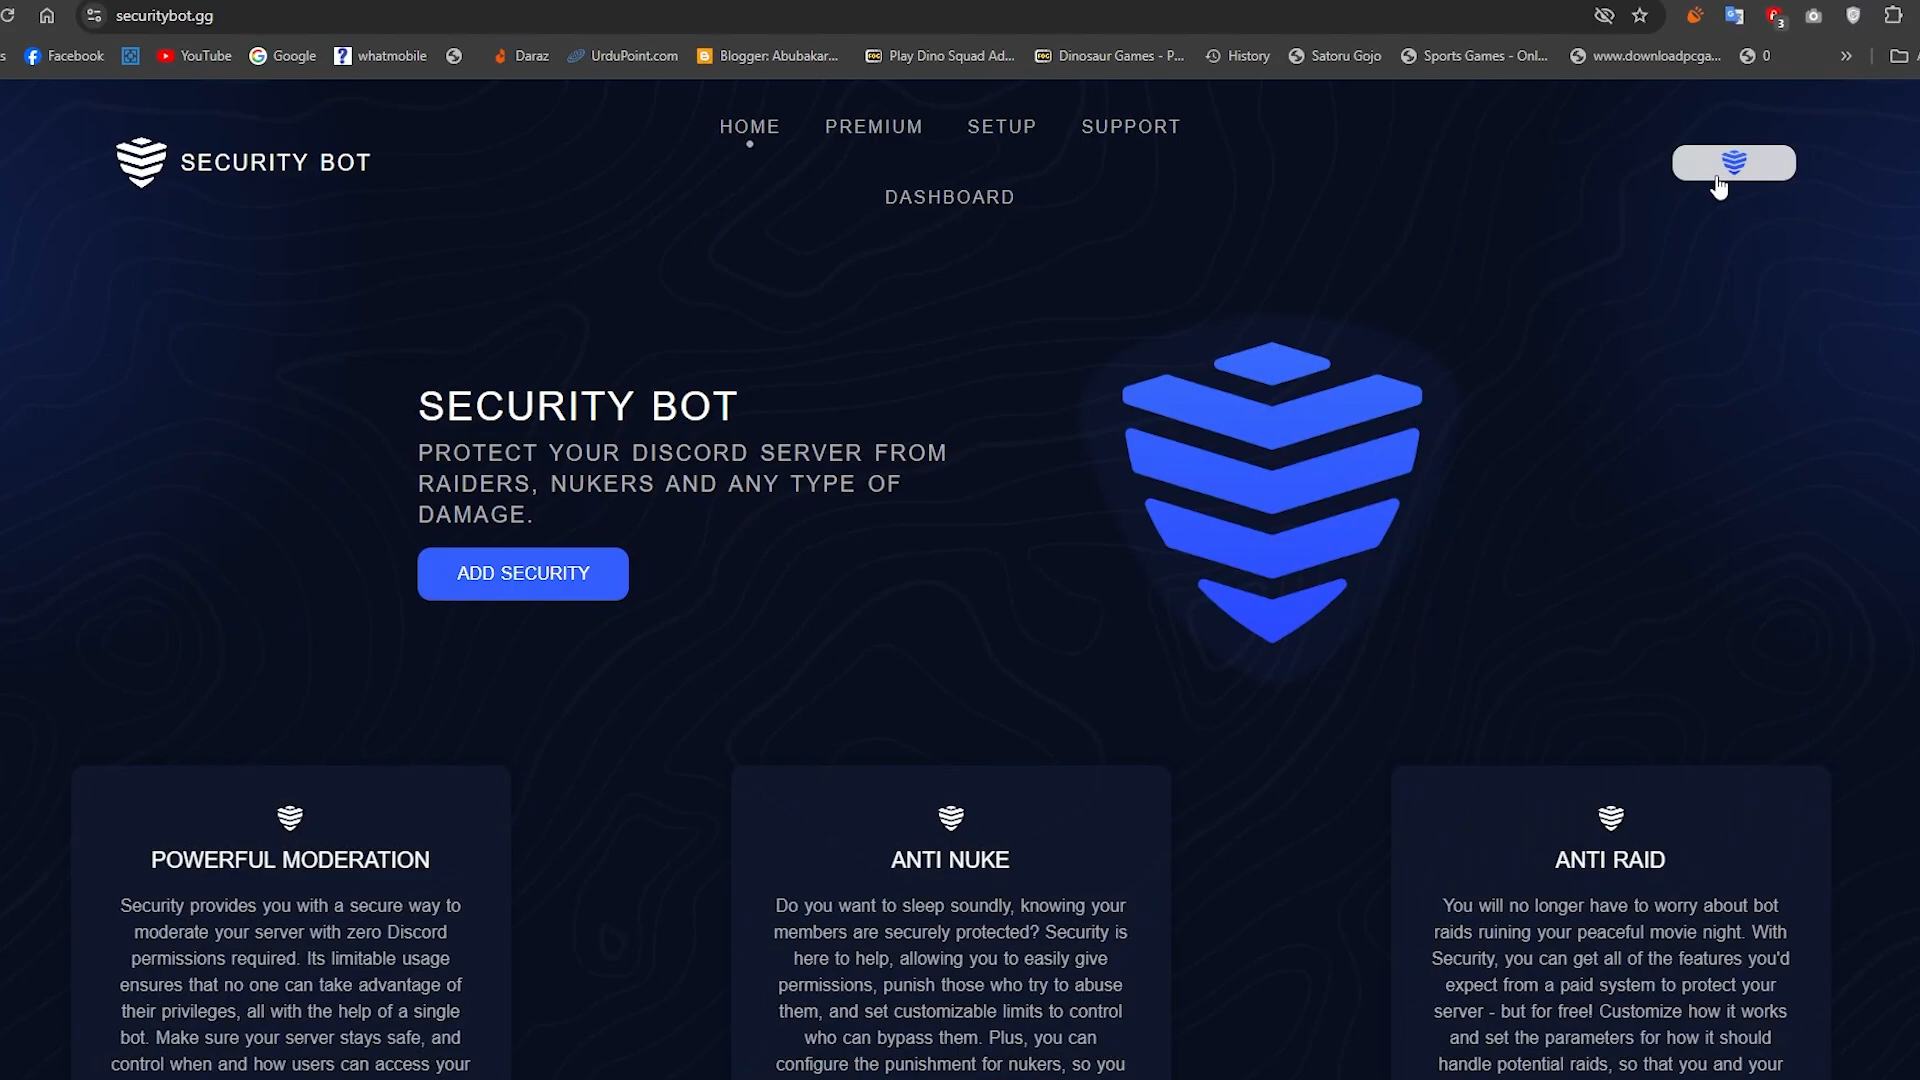 securitybot.gg
3
s
Facebook
YouTube
Google
whatmobile
Daraz
UrduPoint.com
Blogger: Abubakar...
Play Dino Squad Ad...
Dinosaur Games - P...
History
Satoru Gojo
Sports Games - Onl...
www.downloadpcga...
0
»
HOME
PREMIUM
SETUP
SUPPORT
SECURITY BOT
DASHBOARD
SECURITY BOT
PROTECT YOUR DISCORD SERVER FROM
RAIDERS, NUKERS AND ANY TYPE OF
DAMAGE.
ADD SECURITY
POWERFUL MODERATION
Security provides you with a secure way to
moderate your server with zero Discord
permissions required. Its limitable usage
ensures that no one can take advantage of
their privileges, all with the help of a single
bot. Make sure your server stays safe, and
control when and how users can access your
ANTI NUKE
Do you want to sleep soundly, knowing your
members are securely protected? Security is
here to help, allowing you to easily give
permissions, punish those who try to abuse
them, and set customizable limits to control
who can bypass them. Plus, you can
configure the punishment for nukers, so you
ANTI RAID
You will no longer have to worry about bot
raids ruining your peaceful movie night. With
Security, you can get all of the features you'd
expect from a paid system to protect your
server - but for free! Customize how it works
and set the parameters for how it should
handle potential raids, so that you and your